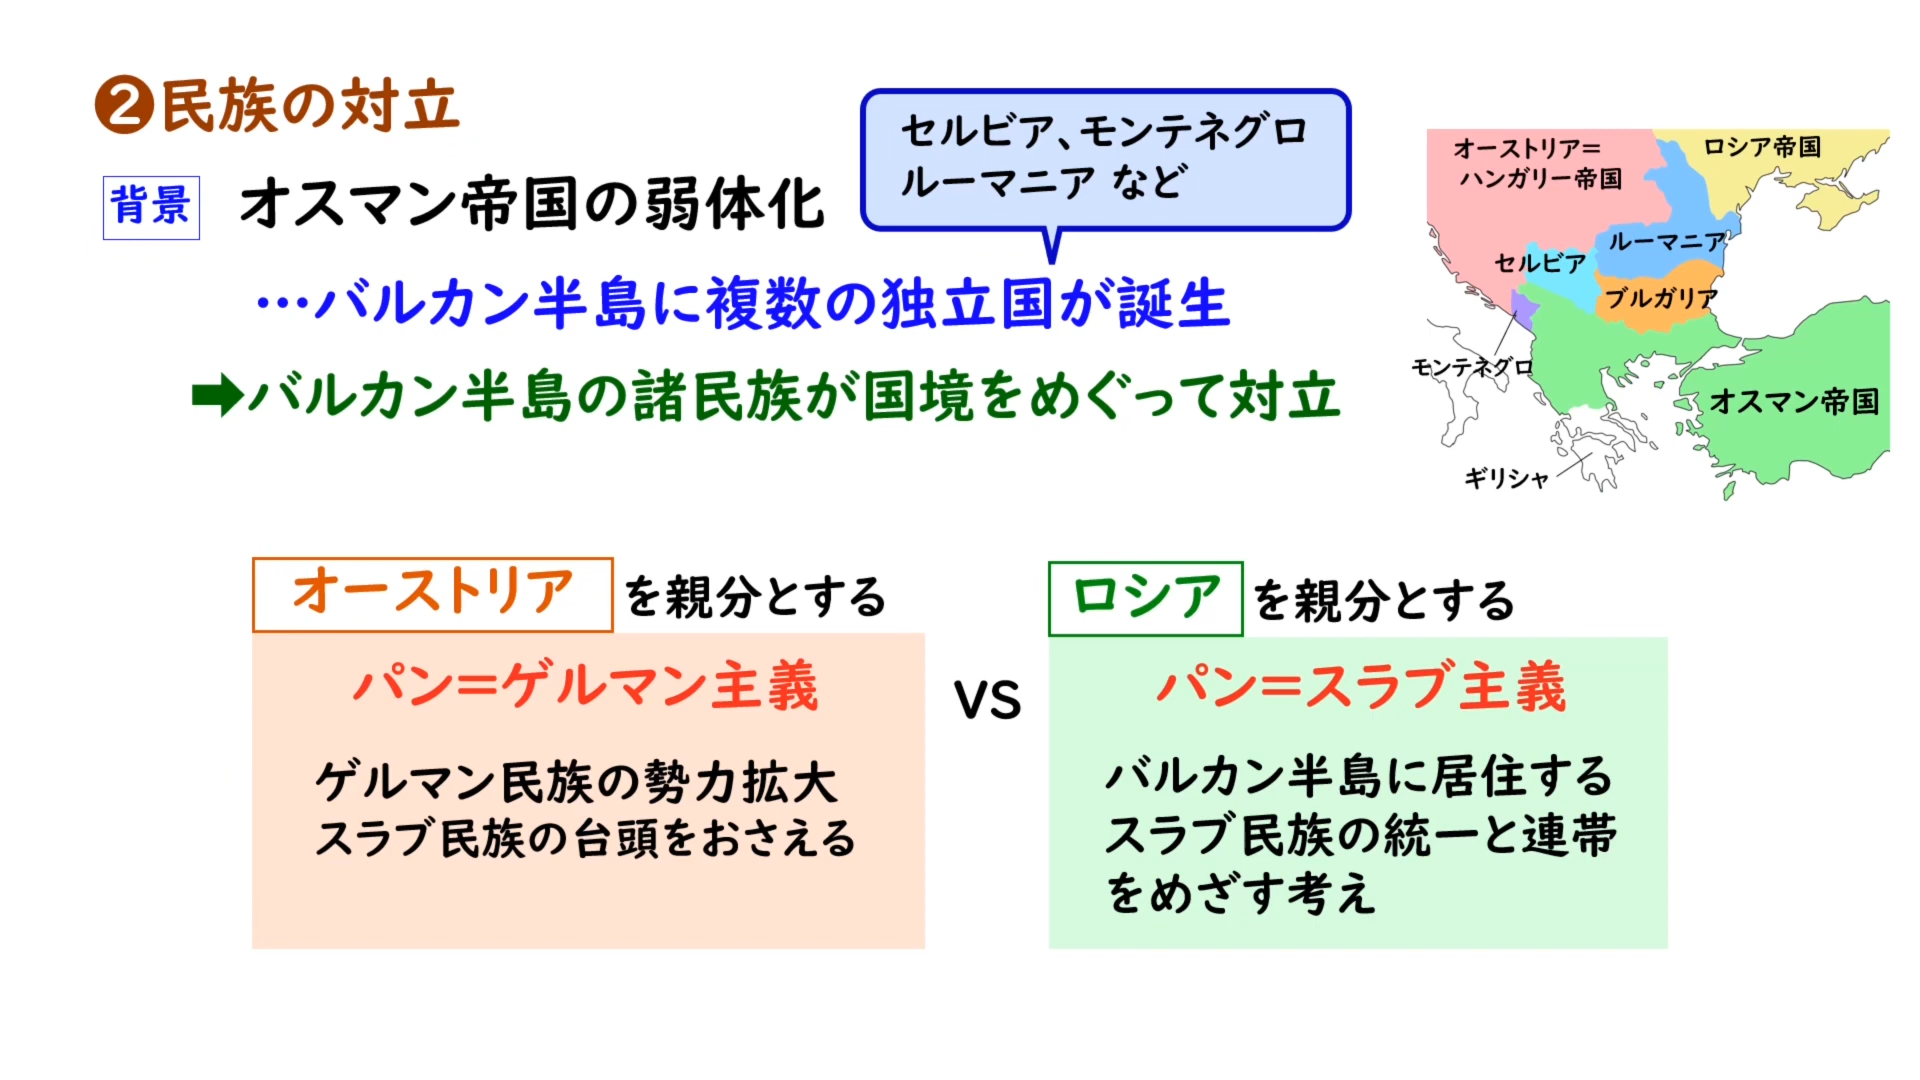 ❷民族の対立
背景
オスマン帝国の弱体化
セルビア、モンテネグロ
ルーマニア など
…バルカン半島に複数の独立国が誕生
➡バルカン半島の諸民族が国境をめぐって対立
オーストリア＝
ハンガリー帝国
ロシア帝国
ルーマニア
セルビア
ブルガリア
モンテネグロ
オスマン帝国
ギリシャ
オーストリア を親分とする
パン＝ゲルマン主義
ゲルマン民族の勢力拡大
スラブ民族の台頭をおさえる
VS
ロシア を親分とする
パン＝スラブ主義
バルカン半島に居住する
スラブ民族の統一と連帯
をめざす考え